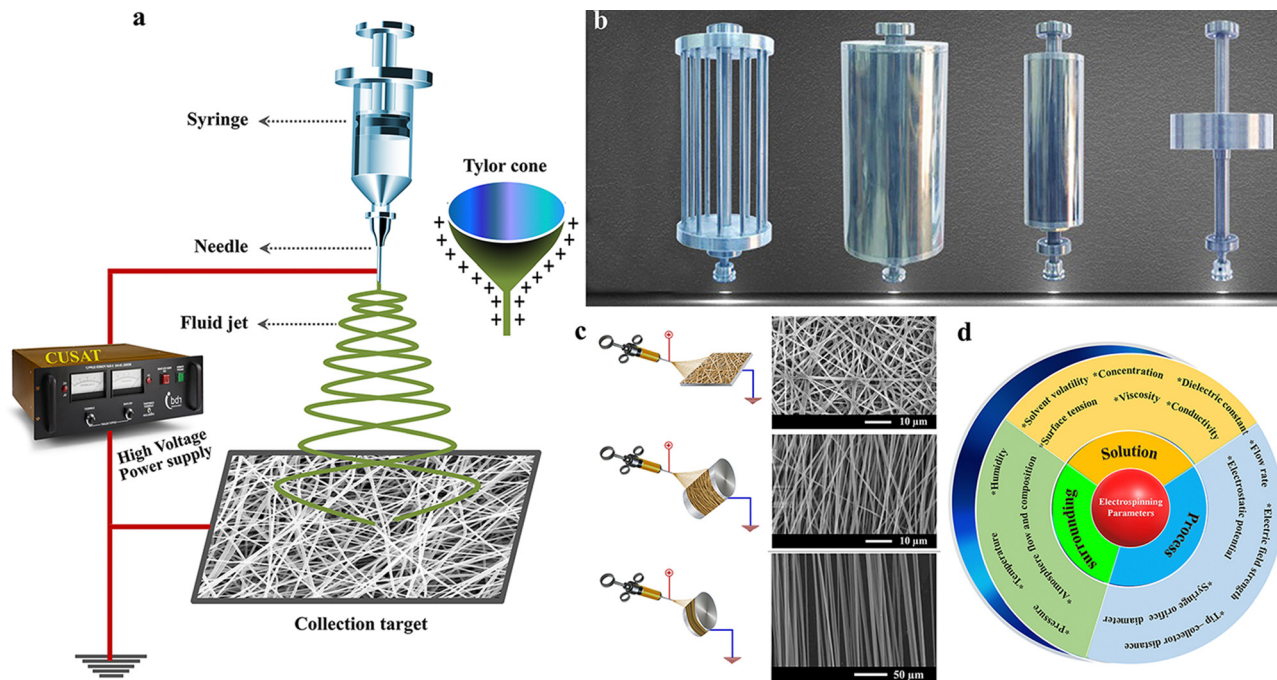 a
Syringe
Tylor cone
Needle
Fluid jet
CUSAT
High Voltage
Power supply
Collection target
b
c
10 µm
10 µm
50 µm
d
*Solvent volatility
*Concentration
*Dielectric constant
*Surface tension
*Viscosity
*Conductivity
Solution
*Humidity
*Atmosphere flow and composition
*Temperature
*Pressure
surrounding
Electrospinning
Parameters
Process
*Flow rate
*Electrostatic potential
*Electric field strength
*Syringe orifice diameter
*Tip–collector distance